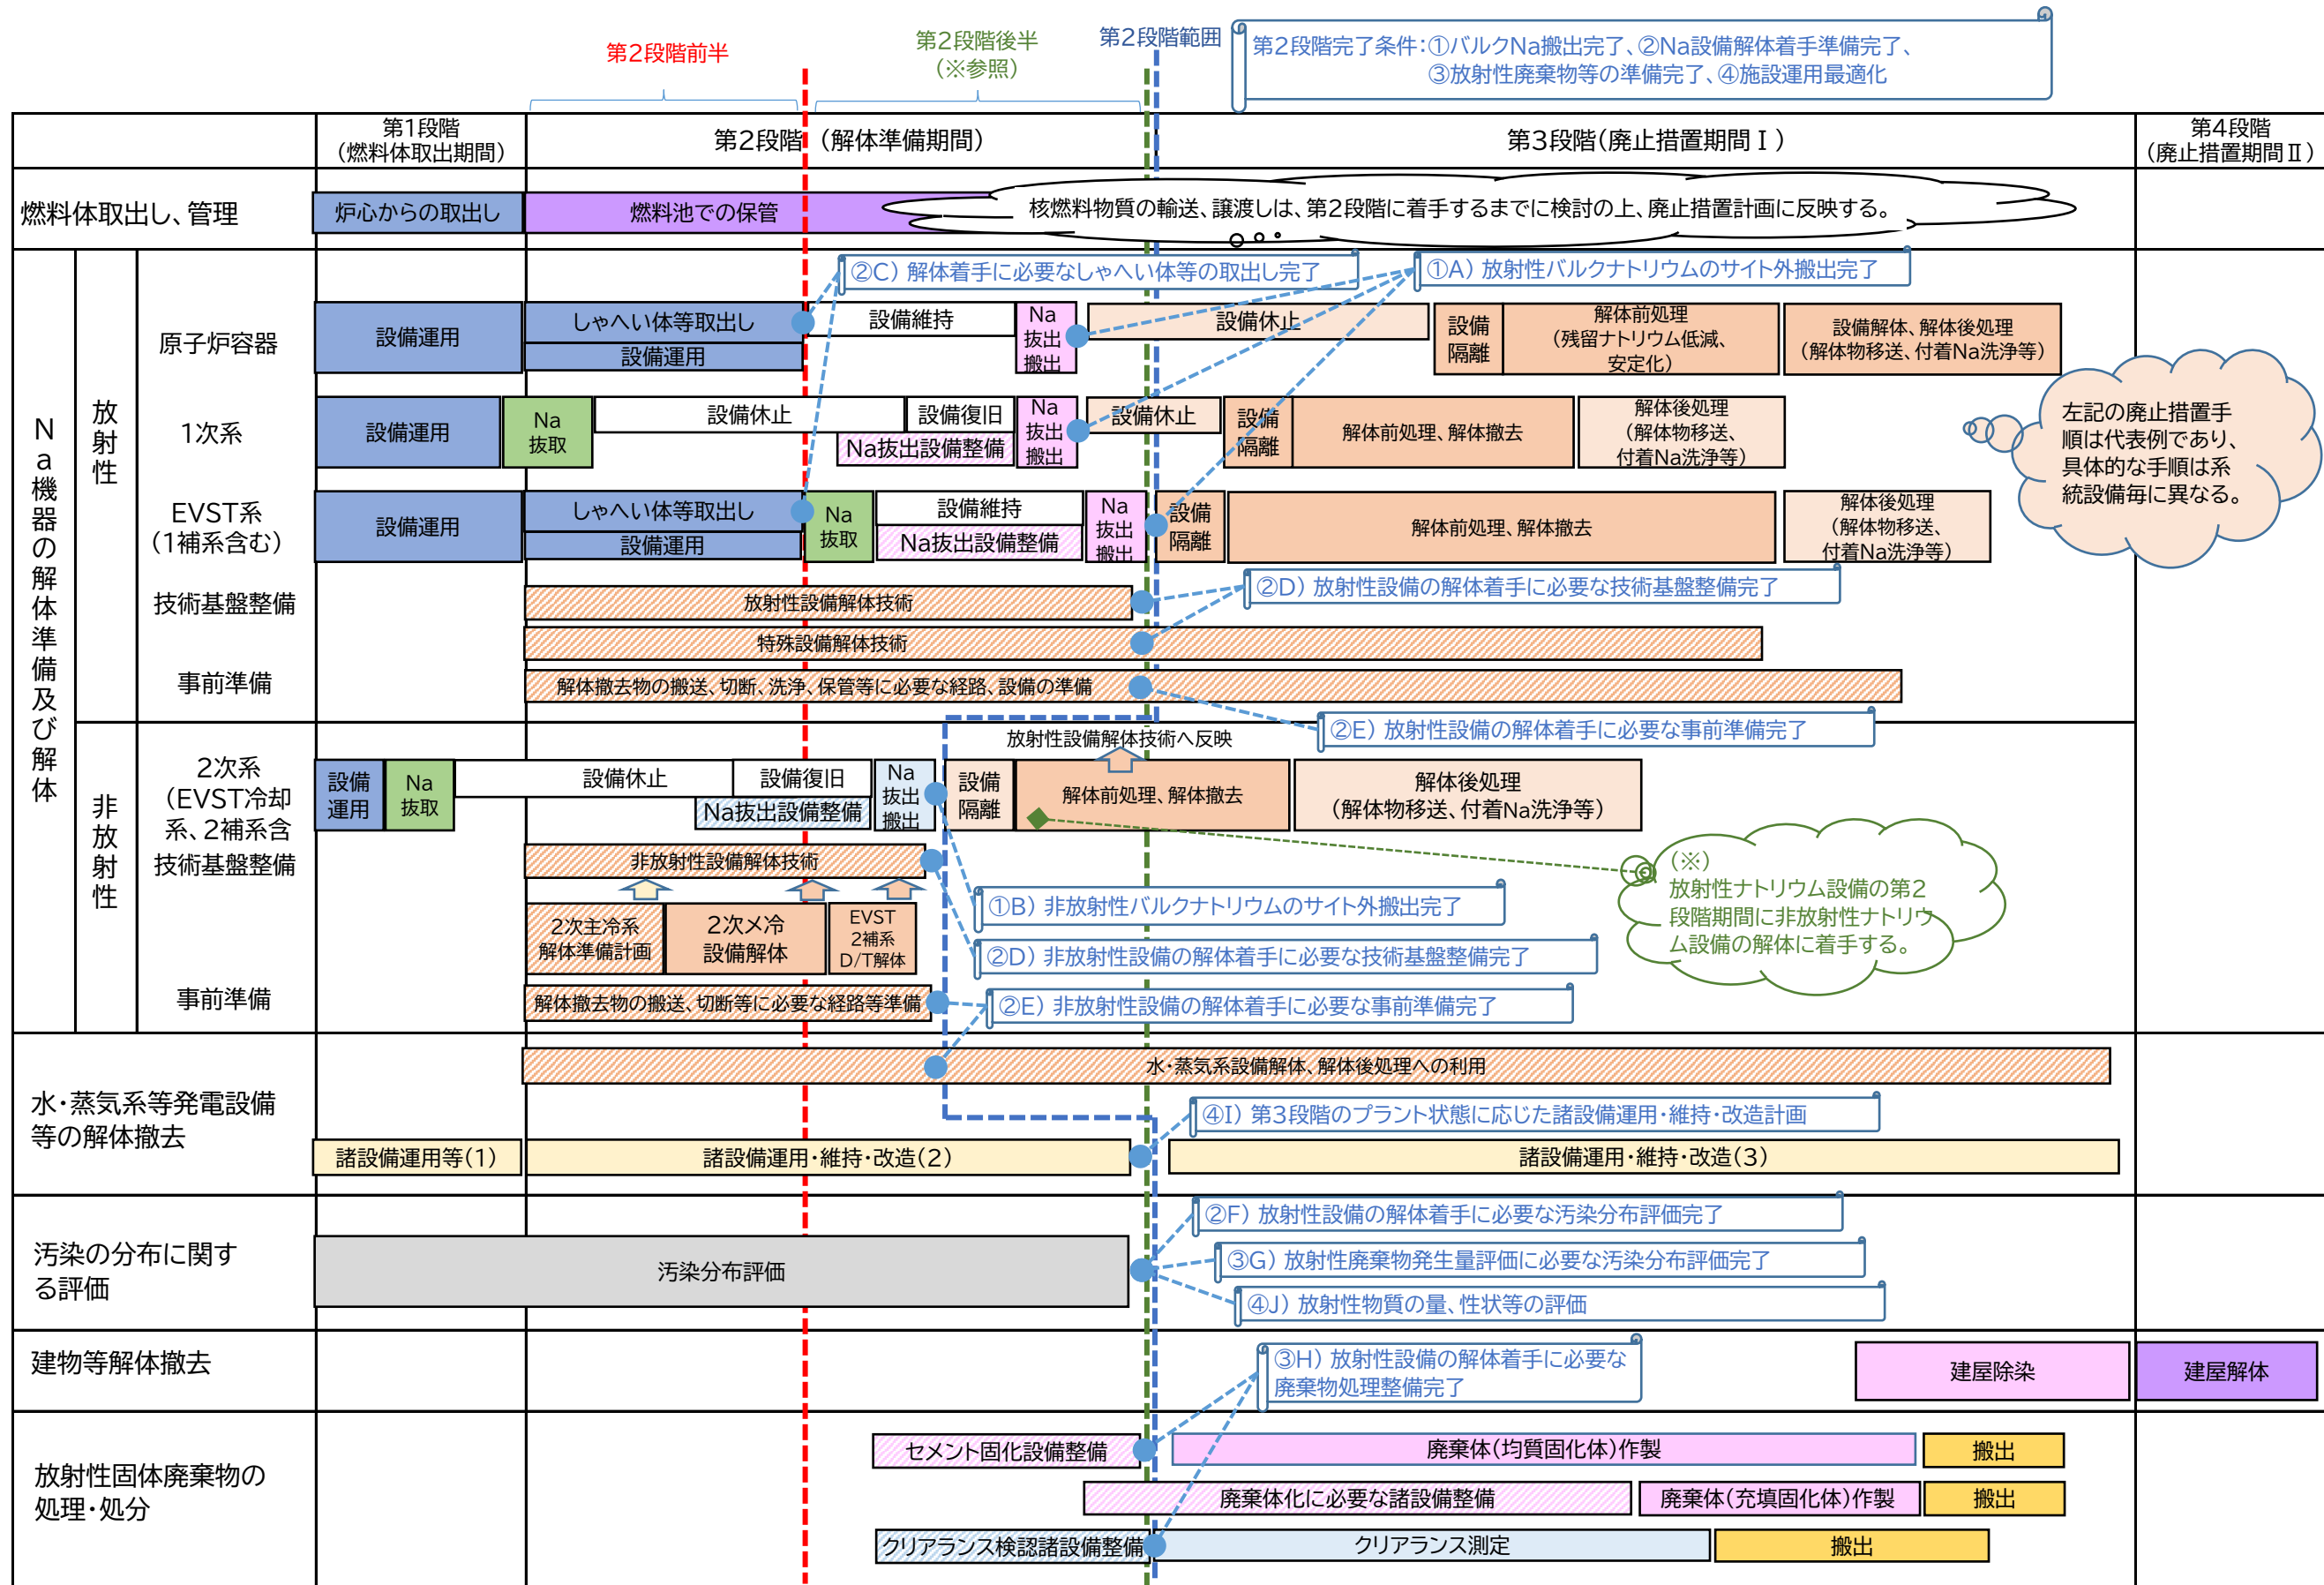 第2段階前半
第2段階後半
(※参照)
第2段階範囲
第2段階完了条件:①バルクNa搬出完了、②Na設備解体着手準備完了、
③放射性廃棄物等の準備完了、④施設運用最適化
第1段階
(燃料体取出期間)
第2段階 (解体準備期間)
第3段階(廃止措置期間Ⅰ)
第4段階
(廃止措置期間Ⅱ)
燃料体取出し、管理
炉心からの取出し
燃料池での保管
核燃料物質の輸送、譲渡しは、第2段階に着手するまでに検討の上、廃止措置計画に反映する。
Na機器の解体準備及び解体
放射性
②C) 解体着手に必要なしゃへい体等の取出し完了
①A) 放射性バルクナトリウムのサイト外搬出完了
原子炉容器
設備運用
しゃへい体等取出し
設備運用
設備維持
Na
抜出
搬出
設備休止
設備
隔離
解体前処理
(残留ナトリウム低減、
安定化)
設備解体、解体後処理
(解体物移送、付着Na洗浄等)
1次系
設備運用
Na
抜取
設備休止
設備復旧
Na抜出設備整備
Na
抜出
搬出
設備休止
設備
隔離
解体前処理、解体撤去
解体後処理
(解体物移送、
付着Na洗浄等)
左記の廃止措置手
順は代表例であり、
具体的な手順は系
統設備毎に異なる。
EVST系
(1補系含む)
設備運用
しゃへい体等取出し
設備運用
Na
抜取
設備維持
Na抜出設備整備
Na
抜出
搬出
設備
隔離
解体前処理、解体撤去
解体後処理
(解体物移送、
付着Na洗浄等)
技術基盤整備
放射性設備解体技術
②D) 放射性設備の解体着手に必要な技術基盤整備完了
特殊設備解体技術
事前準備
解体撤去物の搬送、切断、洗浄、保管等に必要な経路、設備の準備
②E) 放射性設備の解体着手に必要な事前準備完了
非放射性
放射性設備解体技術へ反映
2次系
(EVST冷却
系、2補系含
設備
運用
Na
抜取
設備休止
設備復旧
Na抜出設備整備
Na
抜出
搬出
設備
隔離
解体前処理、解体撤去
解体後処理
(解体物移送、付着Na洗浄等)
技術基盤整備
非放射性設備解体技術
(※)
放射性ナトリウム設備の第2
段階期間に非放射性ナトリウ
ム設備の解体に着手する。
①B) 非放射性バルクナトリウムのサイト外搬出完了
2次主冷系
解体準備計画
2次メ冷
設備解体
EVST
2補系
D/T解体
②D) 非放射性設備の解体着手に必要な技術基盤整備完了
事前準備
解体撤去物の搬送、切断等に必要な経路等準備
②E) 非放射性設備の解体着手に必要な事前準備完了
水・蒸気系等発電設備
等の解体撤去
水・蒸気系設備解体、解体後処理への利用
④I) 第3段階のプラント状態に応じた諸設備運用・維持・改造計画
諸設備運用等(1)
諸設備運用・維持・改造(2)
諸設備運用・維持・改造(3)
汚染の分布に関す
る評価
汚染分布評価
②F) 放射性設備の解体着手に必要な汚染分布評価完了
③G) 放射性廃棄物発生量評価に必要な汚染分布評価完了
④J) 放射性物質の量、性状等の評価
建物等解体撤去
③H) 放射性設備の解体着手に必要な
廃棄物処理整備完了
建屋除染
建屋解体
放射性固体廃棄物の
処理・処分
セメント固化設備整備
廃棄体(均質固化体)作製
搬出
廃棄体化に必要な諸設備整備
廃棄体(充填固化体)作製
搬出
クリアランス検認諸設備整備
クリアランス測定
搬出